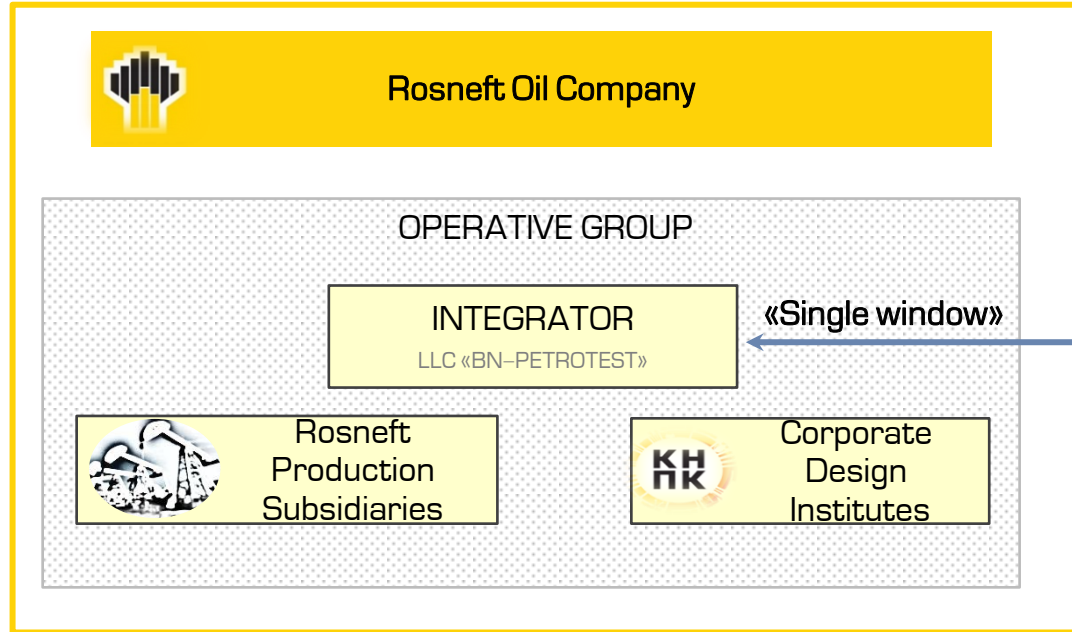 Rosneft Oil Company
OPERATIVE GROUP
INTEGRATOR
LLC «BN–PETROTEST»
«Single window»
Rosneft
Production
Subsidiaries
КН
ПК
Corporate
Design
Institutes